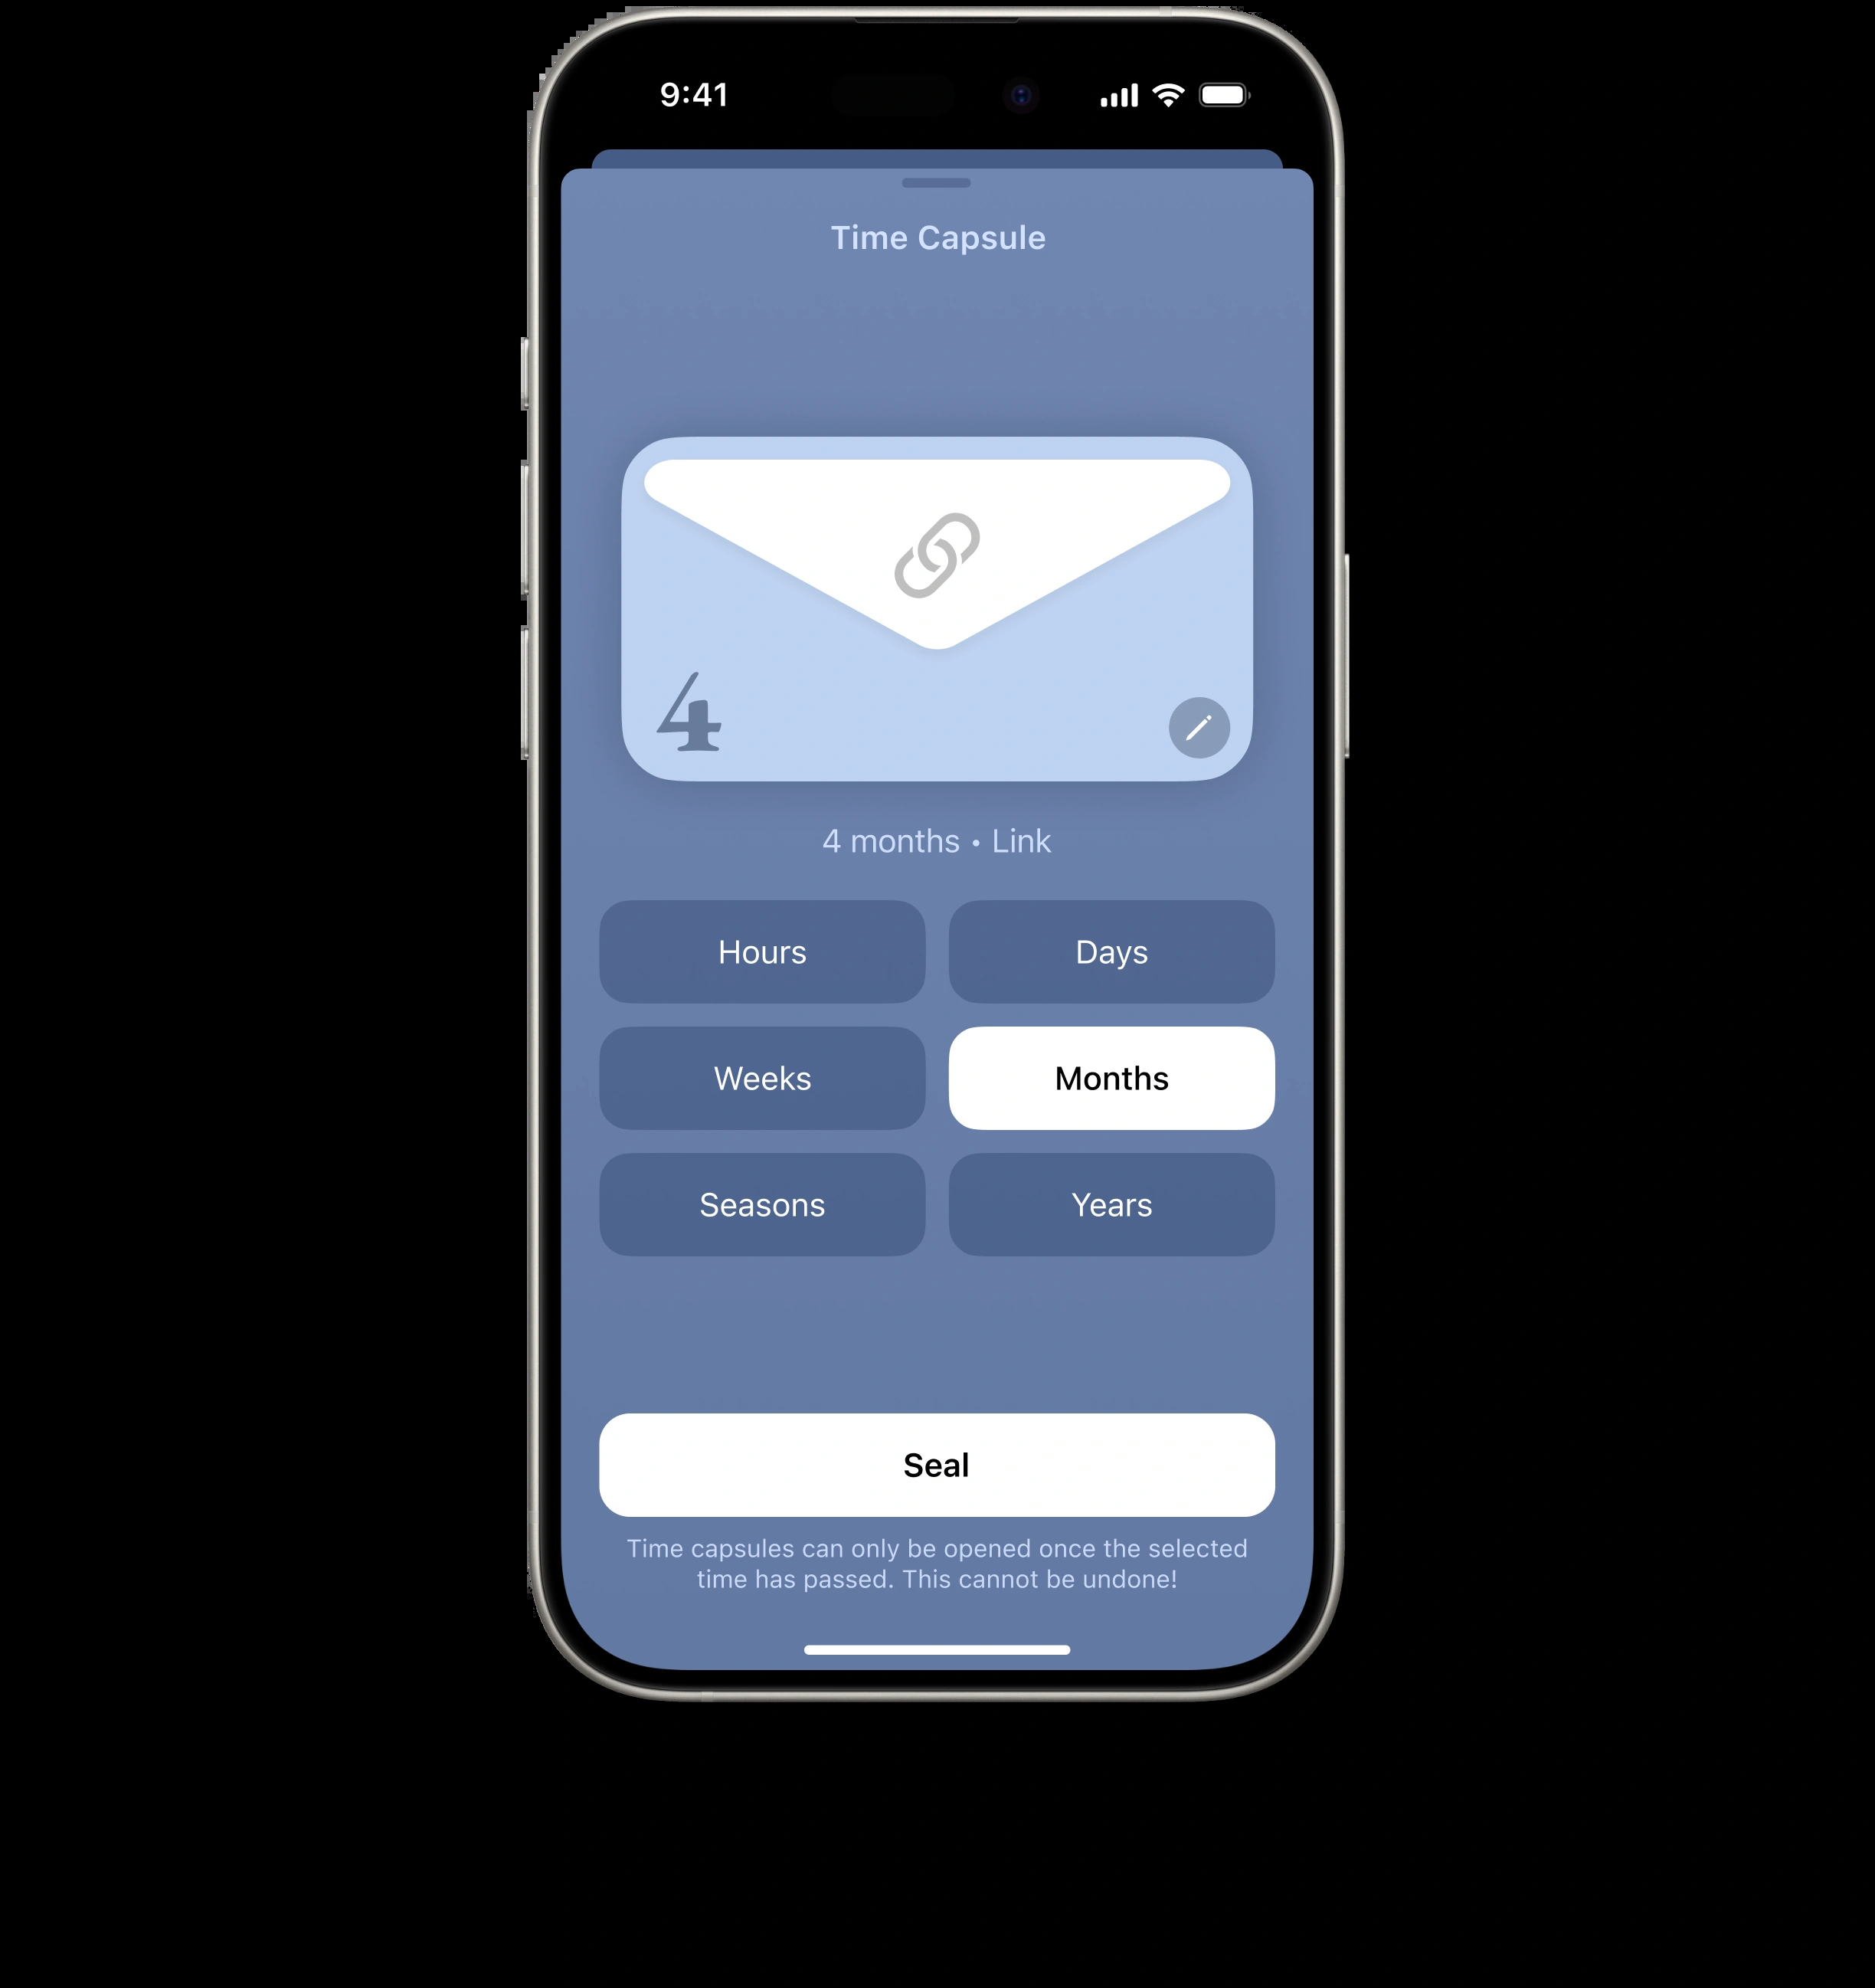 9:41
Time Capsule
4
4 months • Link
Hours
Days
Weeks
Months
Seasons
Years
Seal
Time capsules can only be opened once the selected
time has passed. This cannot be undone!